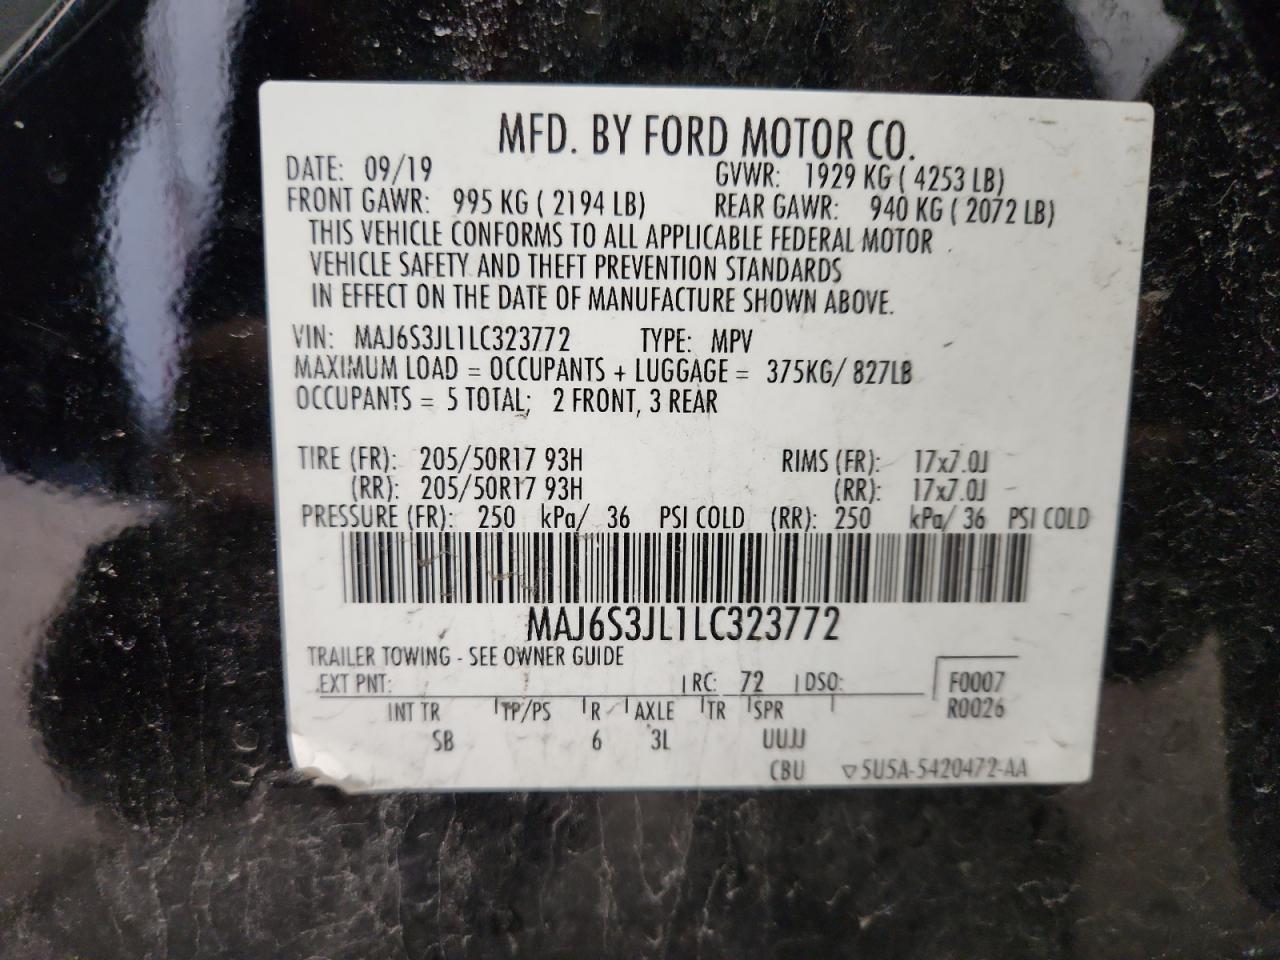 MFD. BY FORD MOTOR CO.
DATE: 09/19 GVWR: 1929 KG ( 4253 LB)
FRONT GAWR: 995 KG ( 2194 LB) REAR GAWR: 940 KG ( 2072 LB)
THIS VEHICLE CONFORMS TO ALL APPLICABLE FEDERAL MOTOR
VEHICLE SAFETY AND THEFT PREVENTION STANDARDS
IN EFFECT ON THE DATE OF MANUFACTURE SHOWN ABOVE.
VIN: MAJ6S3JL1LC323772 TYPE: MPV
MAXIMUM LOAD = OCCUPANTS + LUGGAGE = 375KG/ 827LB
OCCUPANTS = 5 TOTAL; 2 FRONT, 3 REAR
TIRE (FR): 205/50R17 93H RIMS (FR): 17x7.0J
(RR): 205/50R17 93H (RR): 17x7.0J
PRESSURE (FR): 250 kPa/ 36 PSI COLD (RR): 250 kPa/ 36 PSI COLD
MAJ6S3JL1LC323772
TRAILER TOWING - SEE OWNER GUIDE
EXT PNT: RC: 72 DSO: F0007
INT TR TP/PS R AXLE TR SPR R0026
SB 6 3L UUJJ
CBU ▽5U5A-5420472-AA